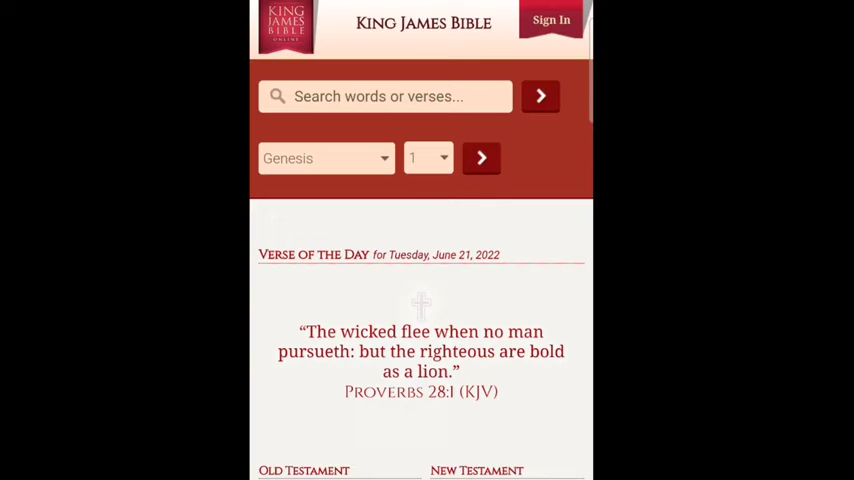 KING
JAMES
BIBLE
ONLINE
King James Bible
Sign In
Search words or verses...
Genesis
1
Verse of the Day for Tuesday, June 21, 2022
“The wicked flee when no man
pursueth: but the righteous are bold
as a lion.”
Proverbs 28:1 (KJV)
Old Testament
New Testament